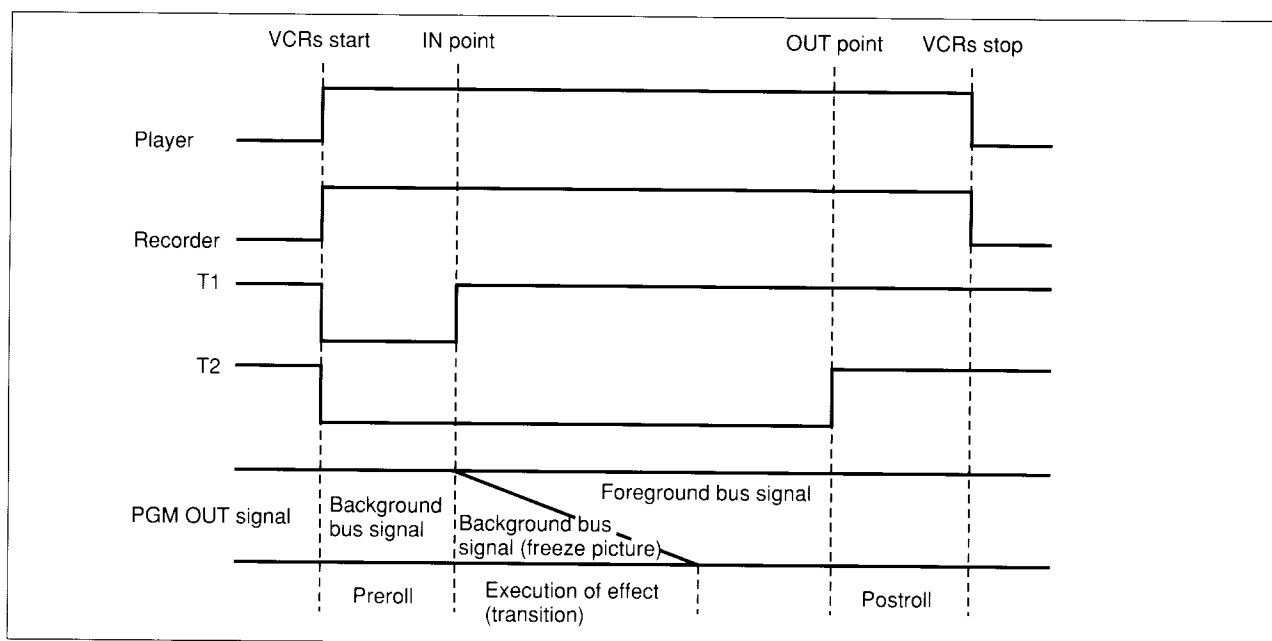 VCRs start
IN point
OUT point
VCRs stop
Player
Recorder
T1
T2
Foreground bus signal
PGM OUT signal
Background
bus signal
Background bus
signal (freeze picture)
Preroll
Execution of effect
(transition)
Postroll